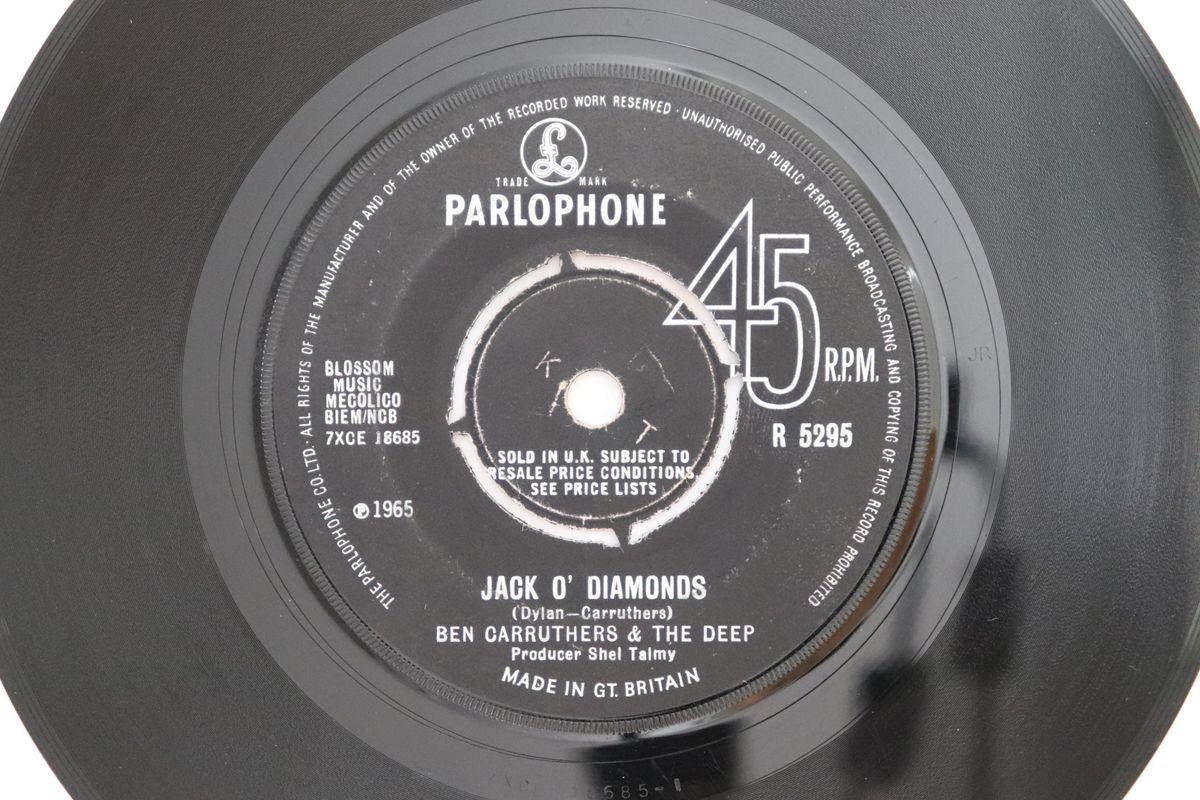 THE PARLOPHONE CO. LTD. · ALL RIGHTS OF THE MANUFACTURER AND OF THE OWNER OF THE RECORDED WORK RESERVED · UNAUTHORISED PUBLIC PERFORMANCE BROADCASTING AND COPYING OF THIS RECORD PROHIBITED
£
TRADE MARK
PARLOPHONE
45
R.P.M.
R 5295
BLOSSOM
MUSIC
MECOLICO
BIEM/NCB
7XCE 18685
℗ 1965
K T
T
SOLD IN U.K. SUBJECT TO
RESALE PRICE CONDITIONS,
SEE PRICE LISTS
JACK O' DIAMONDS
(Dylan—Carruthers)
BEN CARRUTHERS & THE DEEP
Producer Shel Talmy
MADE IN GT. BRITAIN
JR